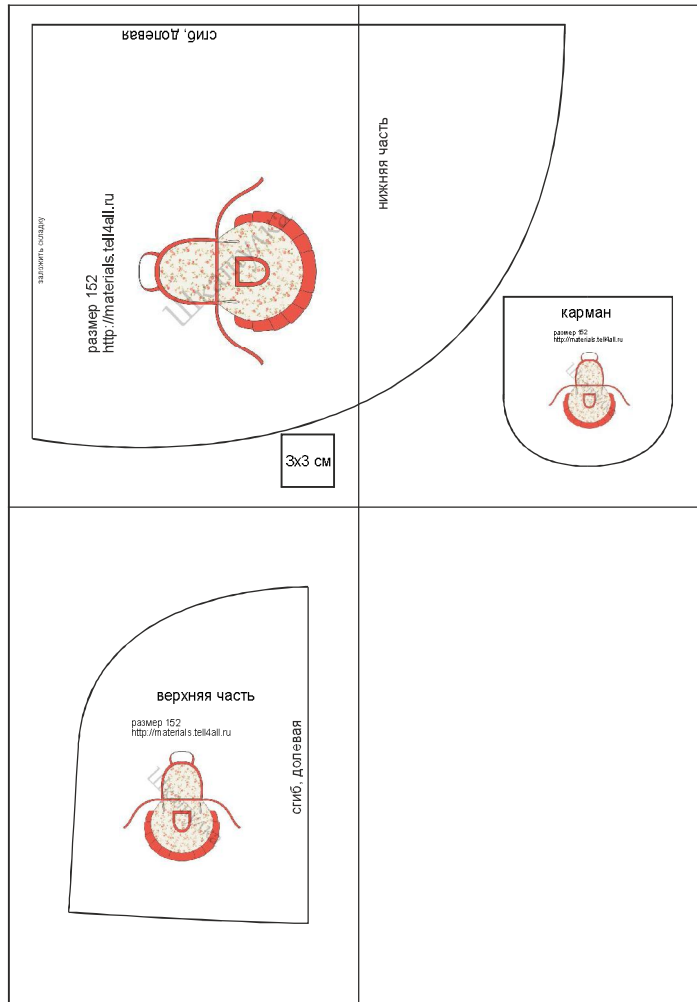 сгиб, долевая
нижняя часть
заложить складку
размер 152
http://materials.tell4all.ru
Шкатулка
карман
размер 152
http://materials.tell4all.ru
3х3 см
верхняя часть
размер 152
http://materials.tell4all.ru
сгиб, долевая